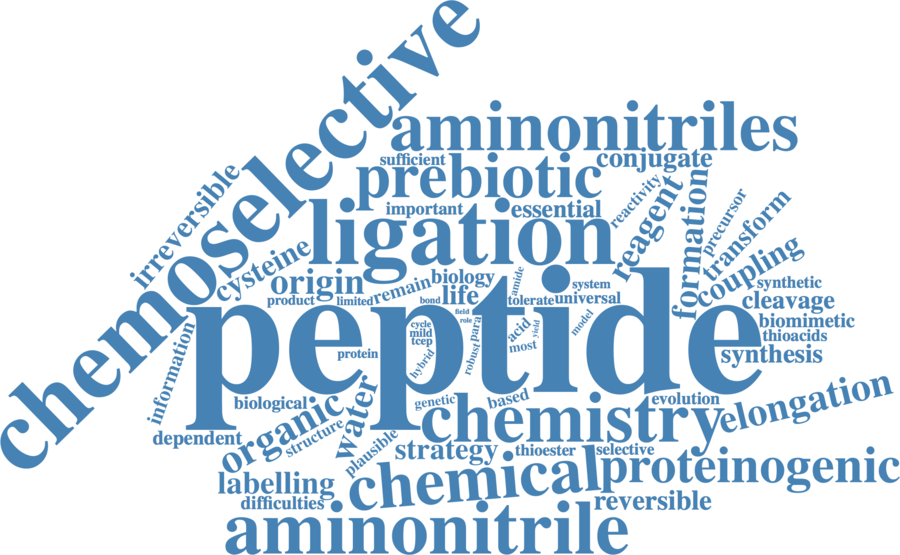 chemoselective
aminonitriles
sufficient
conjugate
prebiotic
irreversible
important
essential
reactivity
reagent
formation
precursor
transform
ligation
cysteine
coupling
origin
remain
biology
amide
system
synthetic
product
limited
bond
life
tolerate
universal
cleavage
field
role
peptide
cycle
mild
tcep
para
acid
yield
model
biomimetic
thioacids
information
protein
hybrid
robust
most
synthesis
biological
genetic
based
evolution
elongation
organic
water
chemistry
dependent
structure
plausible
strategy
thioester
selective
labelling
chemical
proteinogenic
difficulties
reversible
aminonitrile